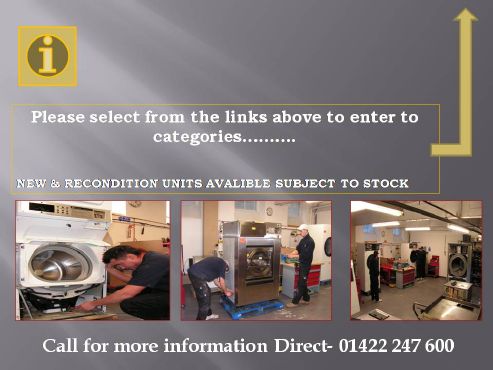 Please select from the links above to enter to
categories..........
NEW & RECONDITION UNITS AVALIBLE SUBJECT TO STOCK
Call for more information Direct- 01422 247 600